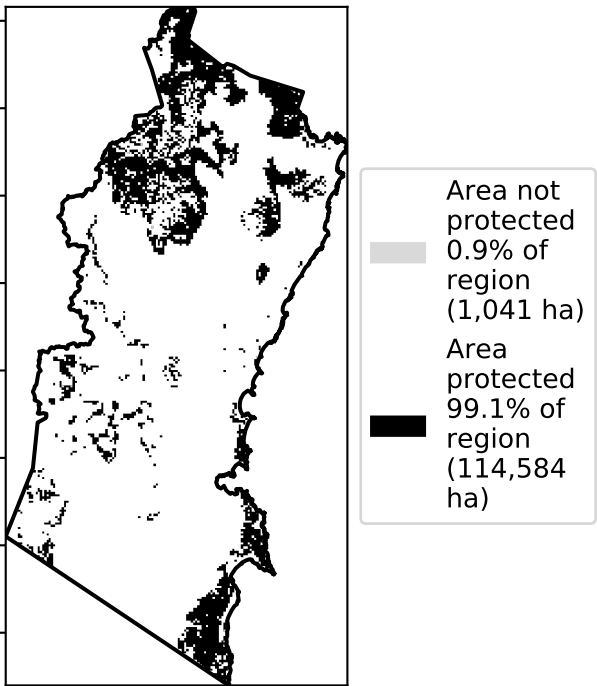 Area not
protected
0.9% of
region
(1,041 ha)
Area
protected
99.1% of
region
(114,584
ha)